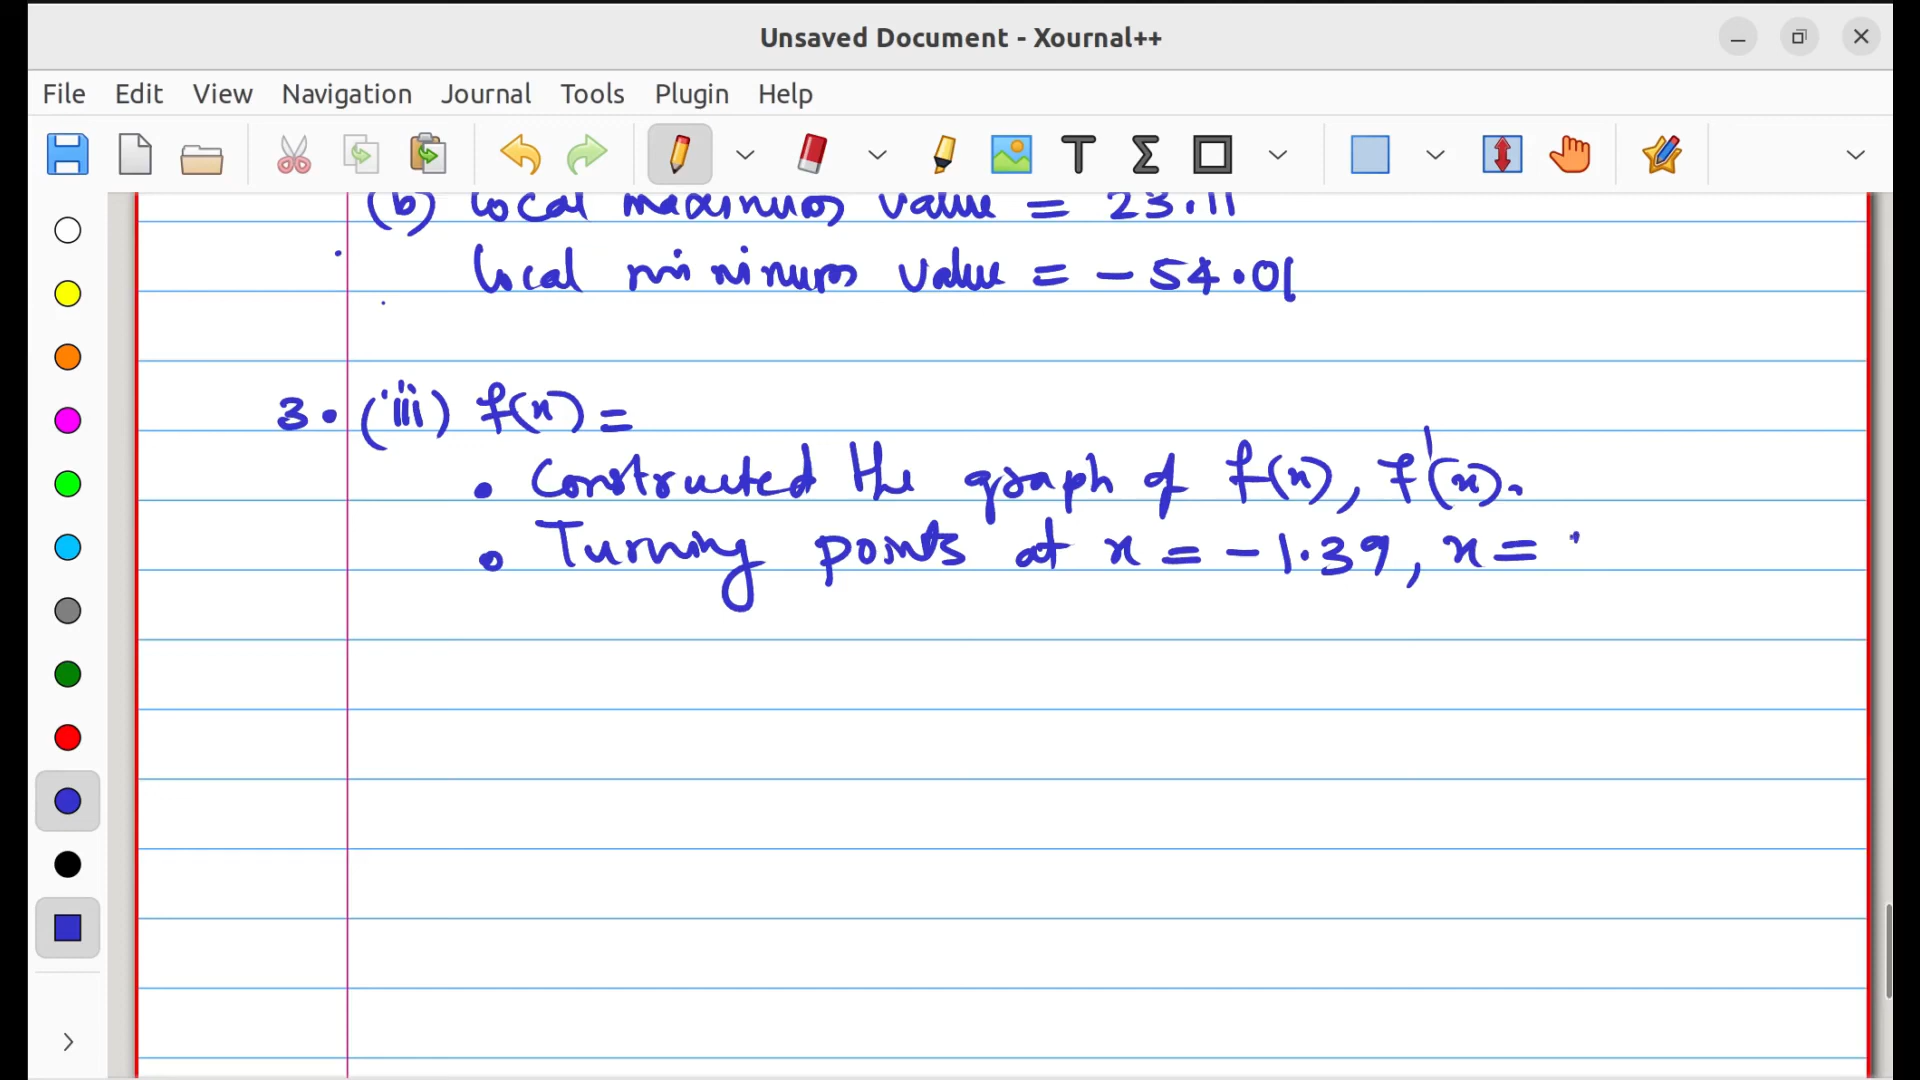 Unsaved Document - Xournal++
File Edit View Navigation Journal Tools Plugin Help
(b) local maximum value = 23.11
local minimum value = -54.01
3. (iii) f(x) =
• Constructed the graph of f(x), f'(x).
• Turning points at x = -1.39, x =